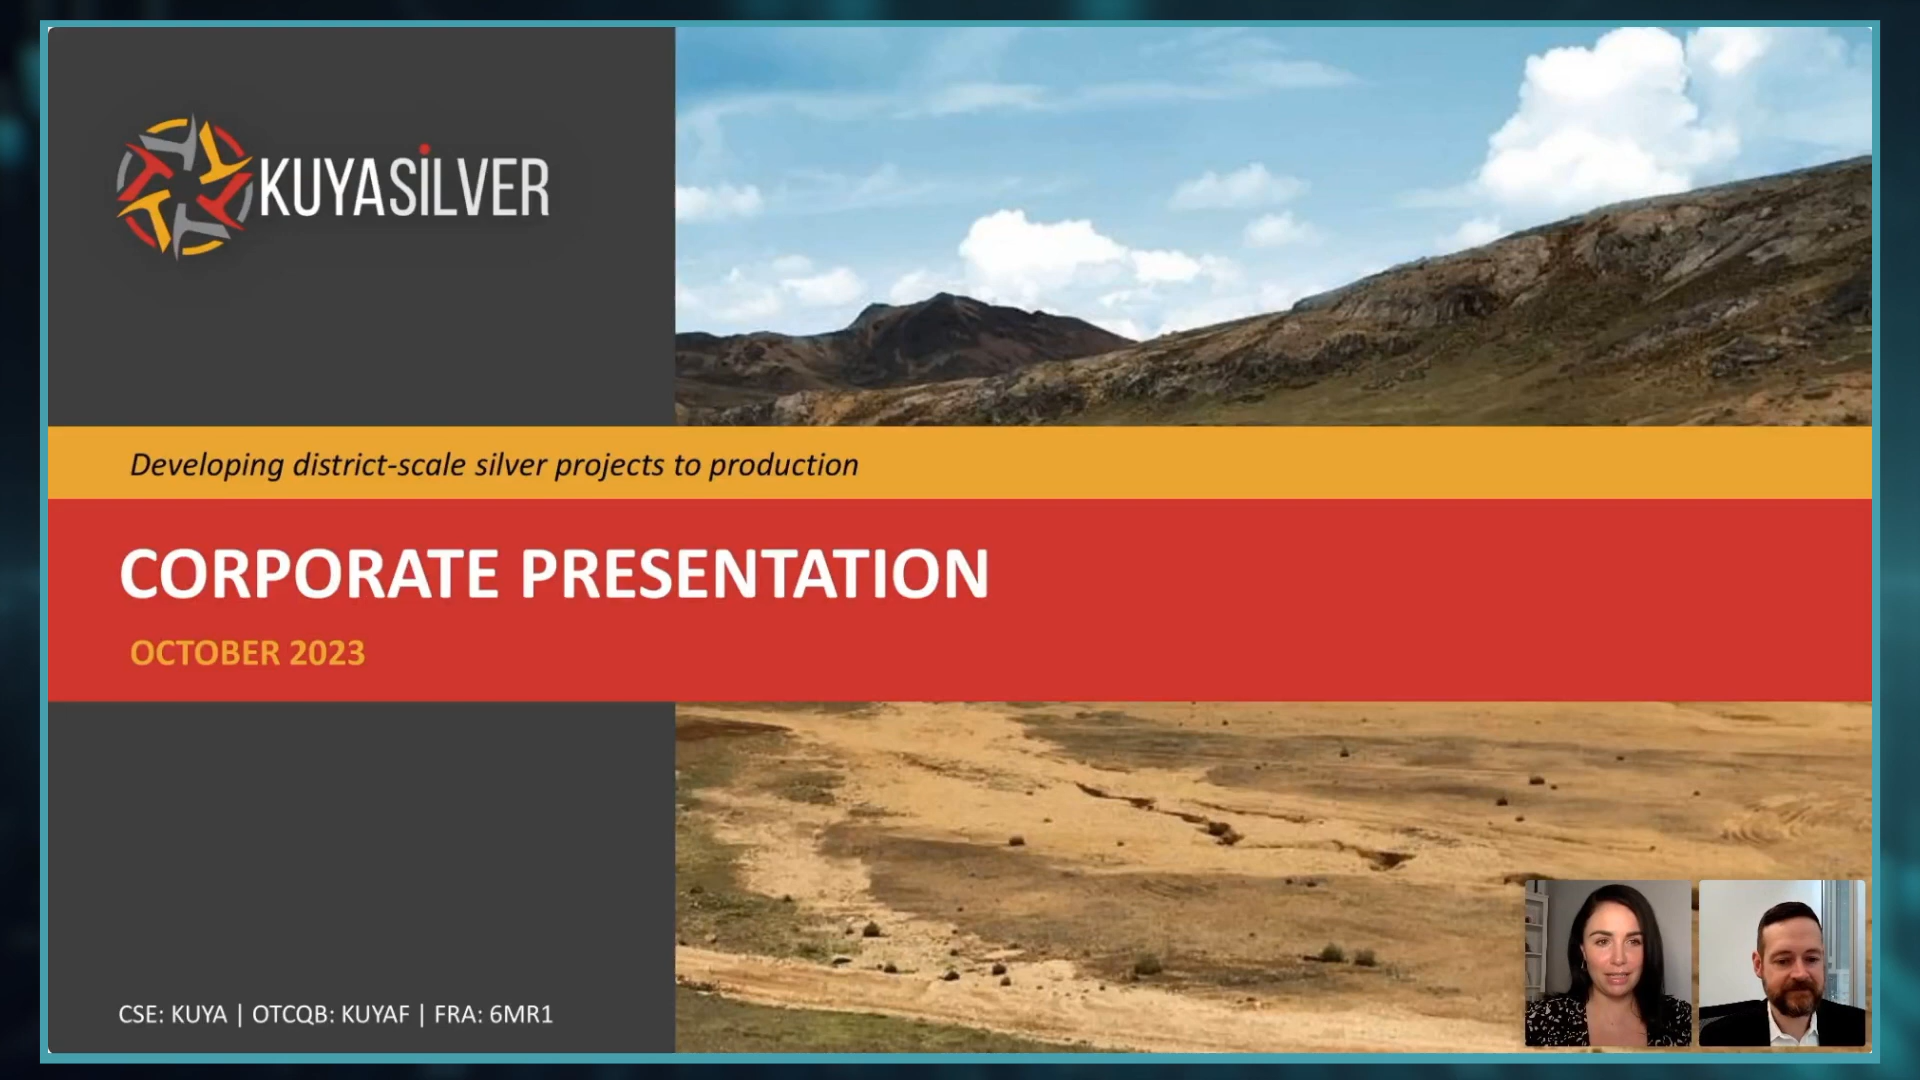 KUYASILVER
Developing district-scale silver projects to production
CORPORATE PRESENTATION
OCTOBER 2023
CSE: KUYA | OTCQB: KUYAF | FRA: 6MR1